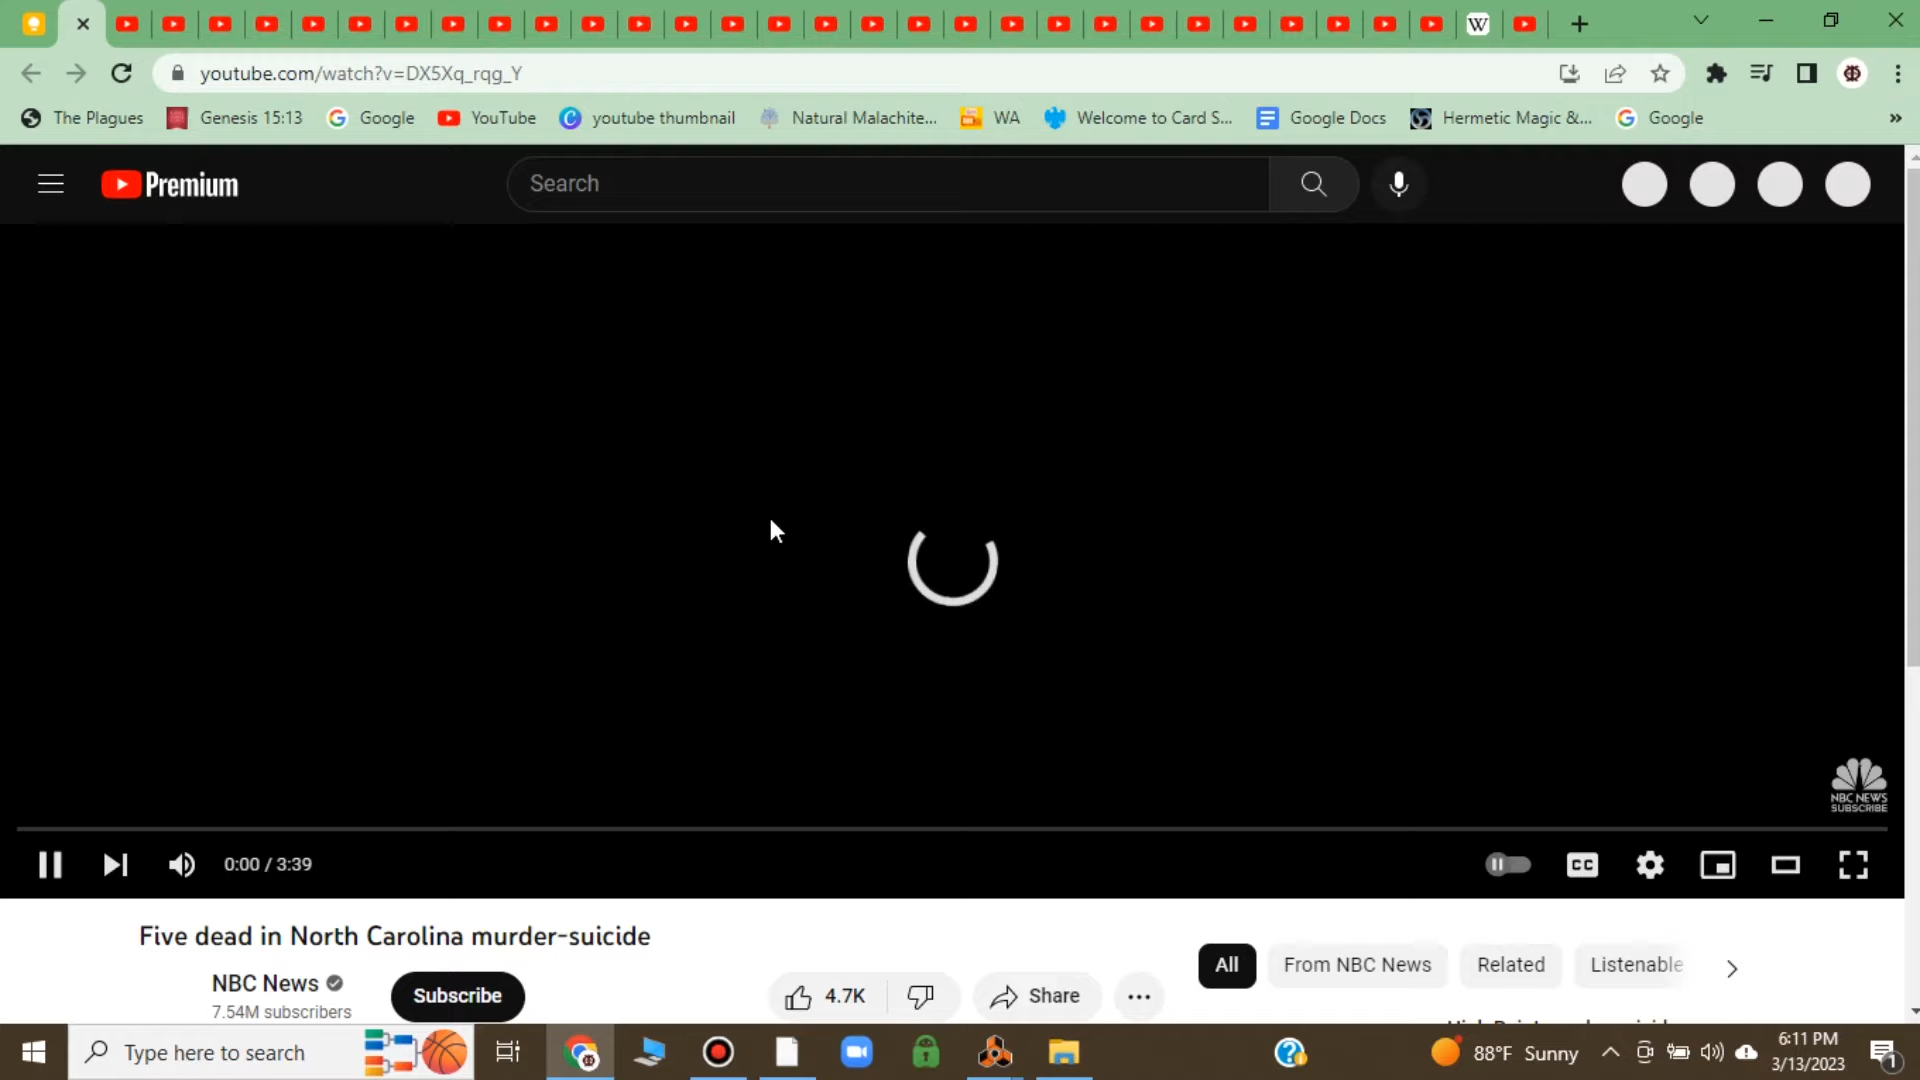 W
youtube.com/watch?v=DX5Xq_rqg_Y
The Plagues Genesis 15:13 Google YouTube youtube thumbnail Natural Malachite... WA Welcome to Card S... Google Docs Hermetic Magic &... Google »
Premium Search
NBC NEWS
SUBSCRIBE
0:00 / 3:39 CC
Five dead in North Carolina murder-suicide
All From NBC News Related Listenable
NBC News Subscribe 4.7K Share
7.54M subscribers
Type here to search 88°F Sunny 6:11 PM
3/13/2023 1